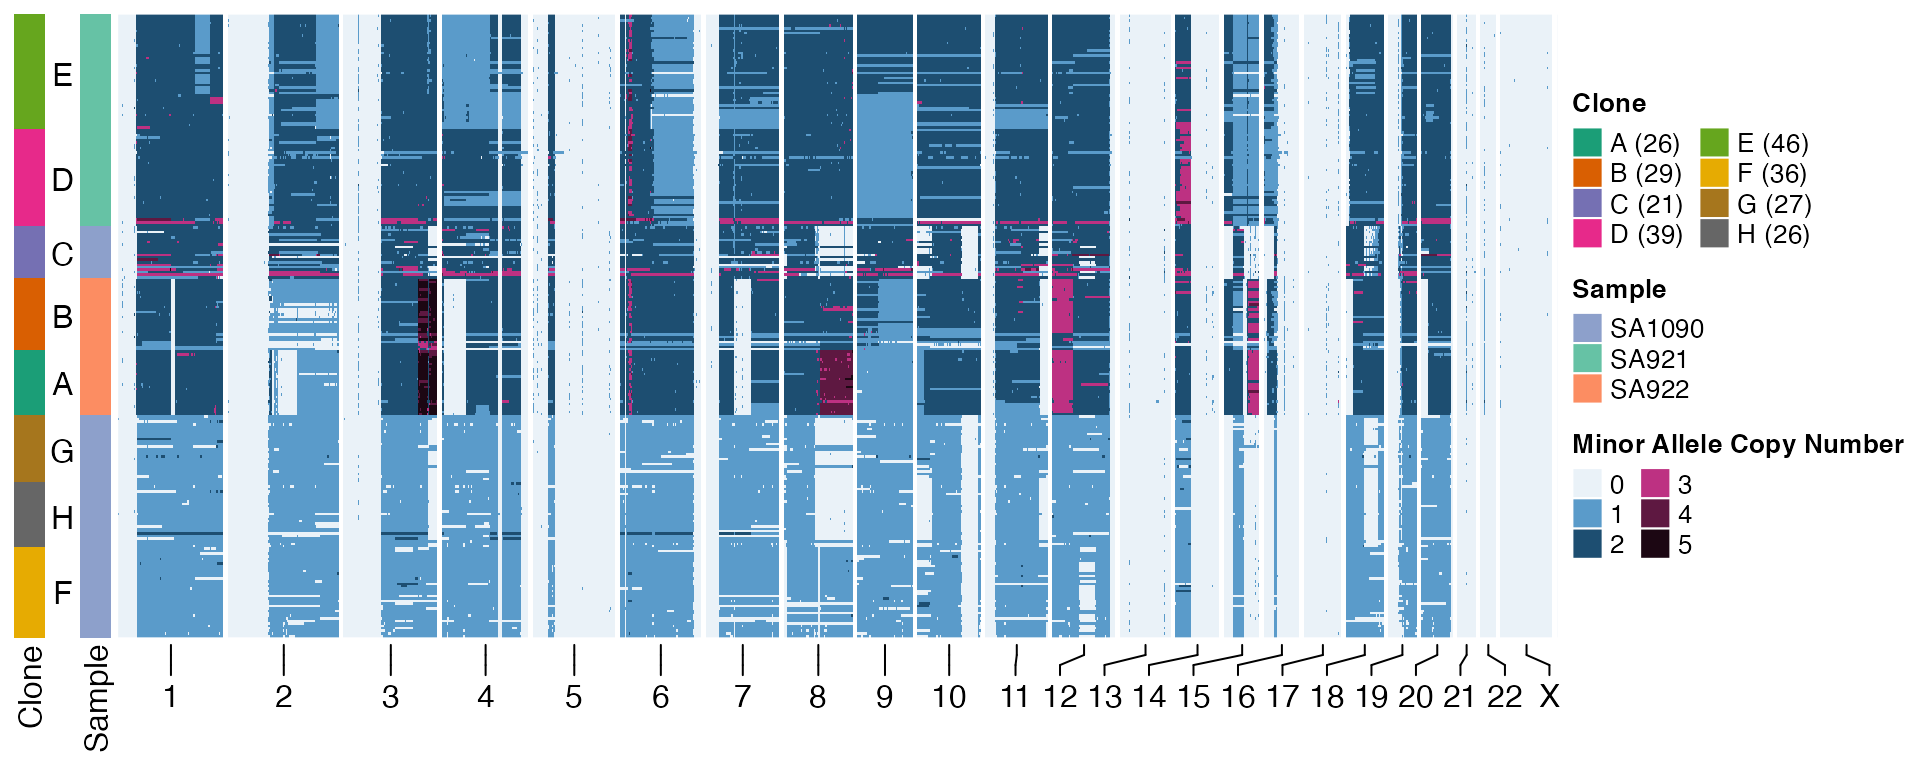 E
D
C
B
A
G
H
F
Clone
Sample
1 2 3 4 5 6 7 8 9 10 11 12 13 14 15 16 17 18 19 20 21 22 X
Clone
A (26) E (46)
B (29) F (36)
C (21) G (27)
D (39) H (26)
Sample
SA1090
SA921
SA922
Minor Allele Copy Number
0 3
1 4
2 5